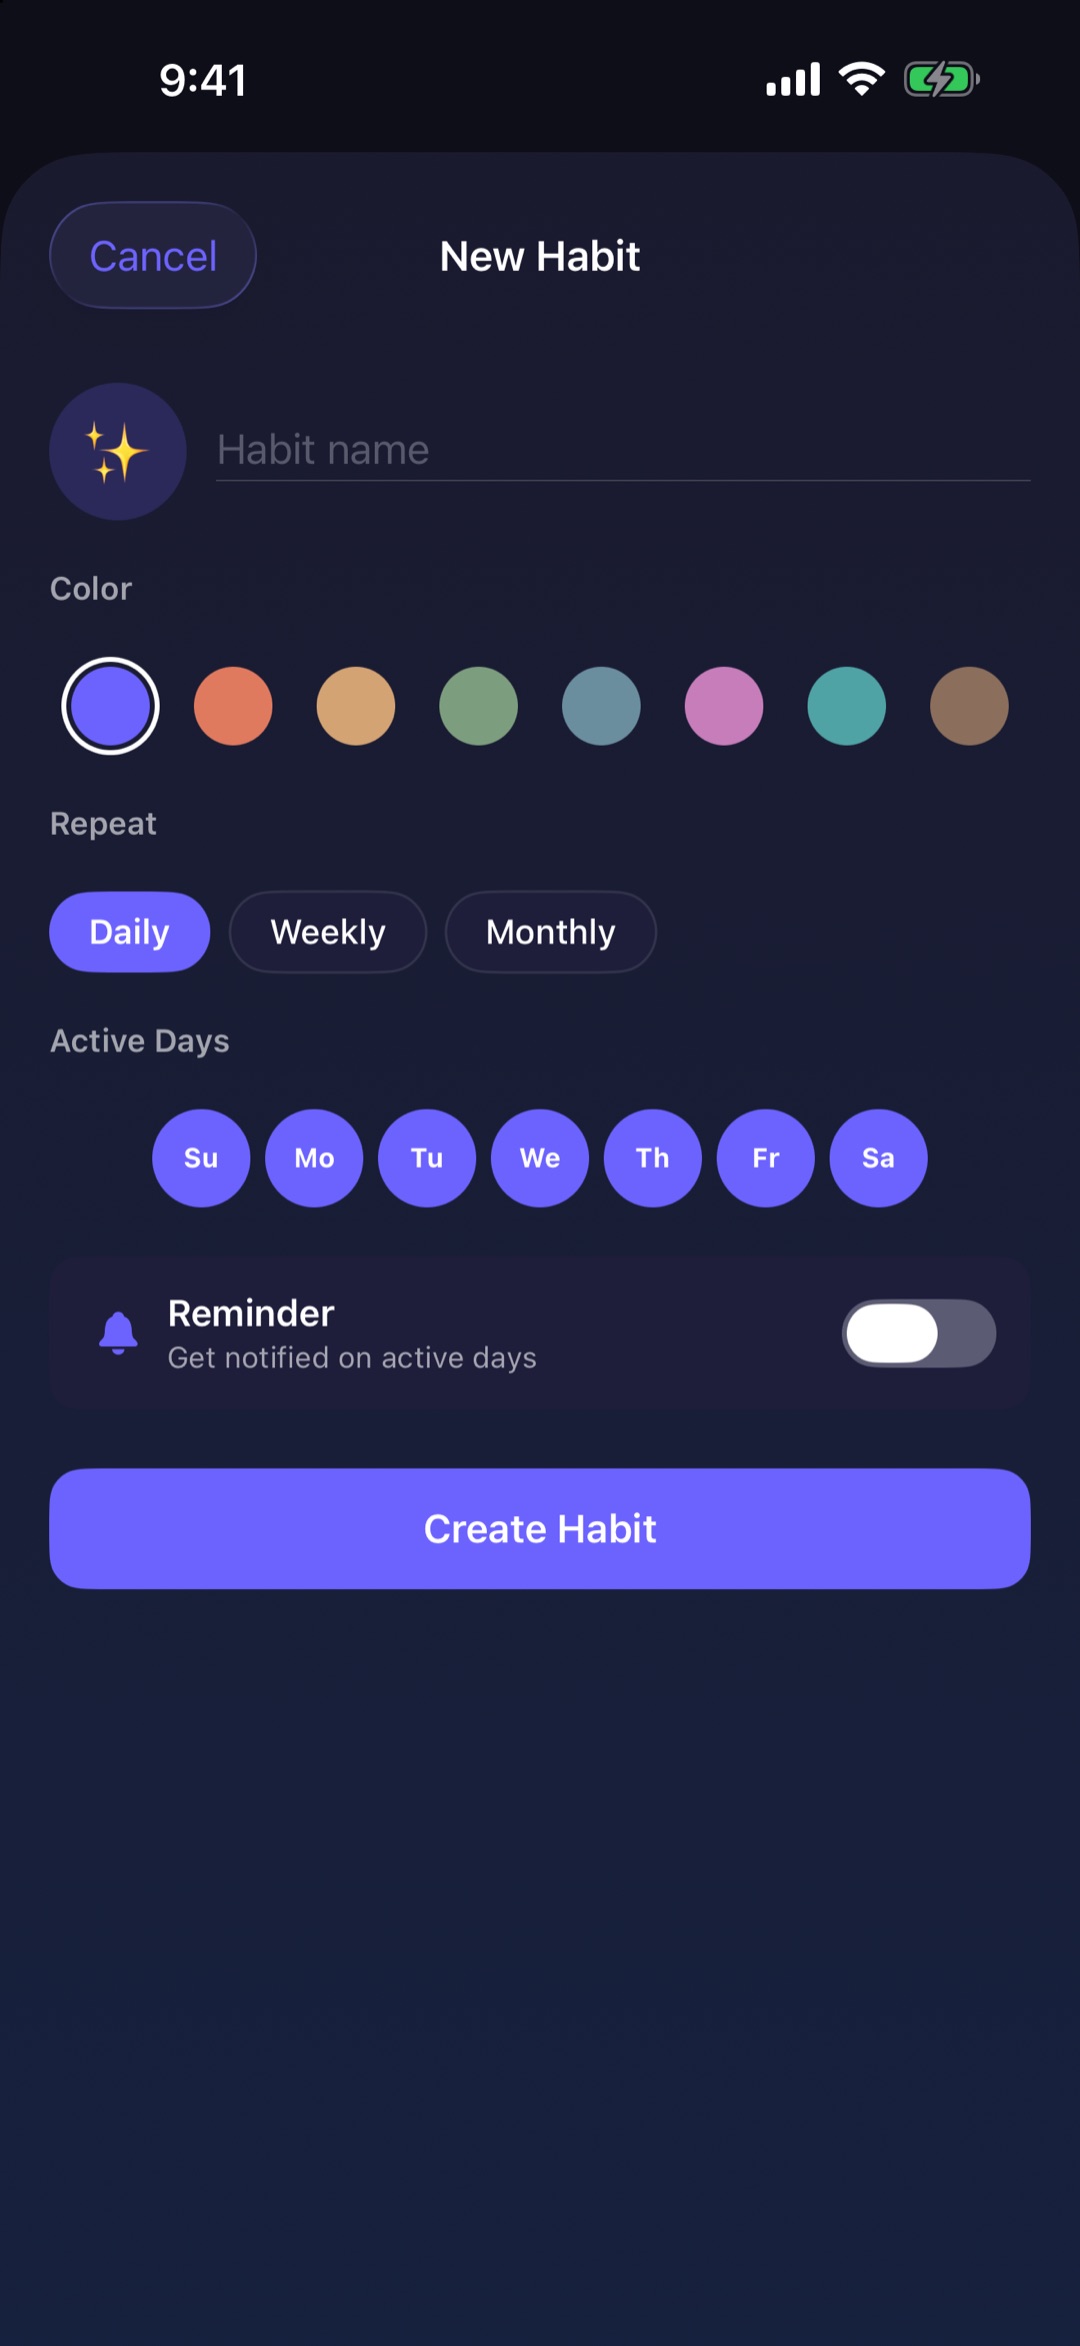 9:41
Cancel
New Habit
Habit name
Color
Repeat
Daily Weekly Monthly
Active Days
Su Mo Tu We Th Fr Sa
Reminder
Get notified on active days
Create Habit